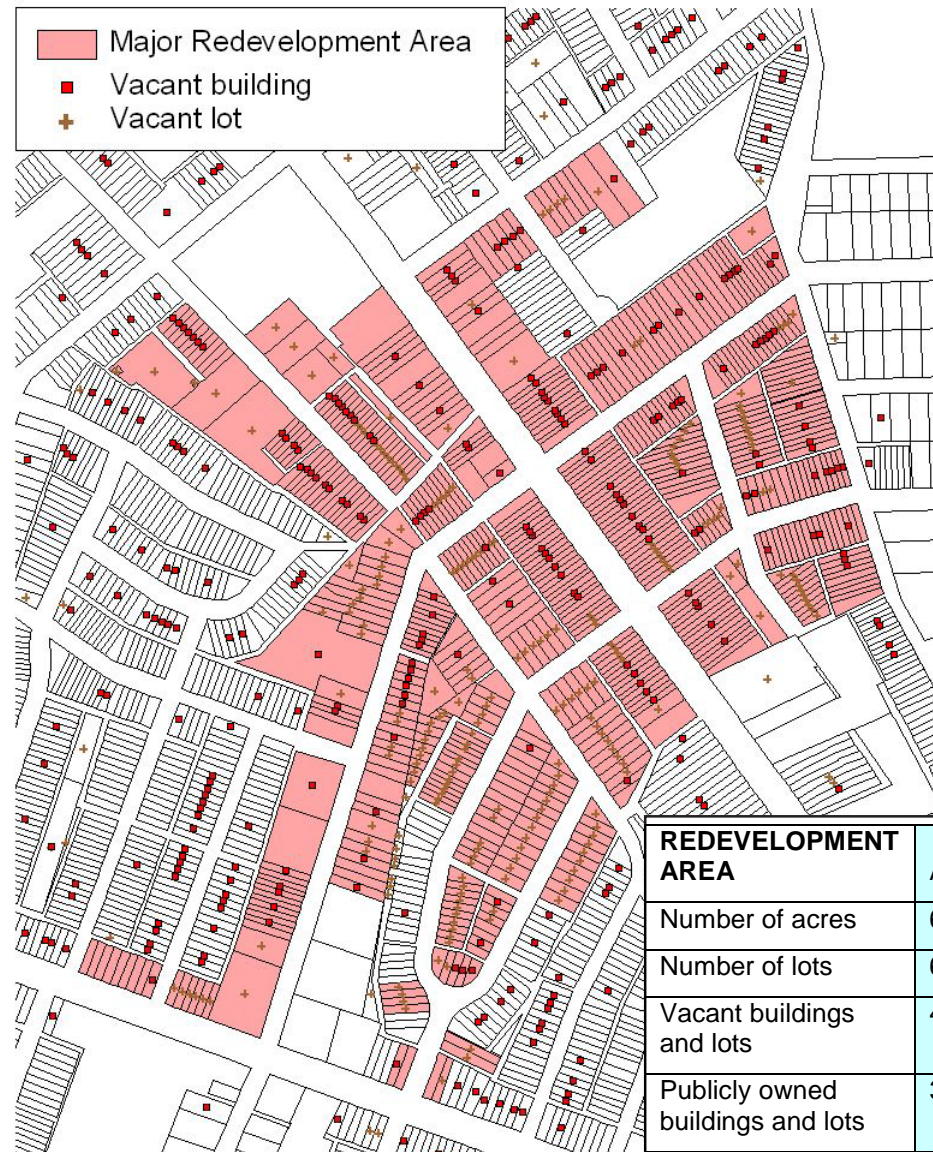 Major Redevelopment Area
Vacant building
Vacant lot
REDEVELOPMENT
AREA
Number of acres
Number of lots
Vacant buildings
and lots
Publicly owned
buildings and lots